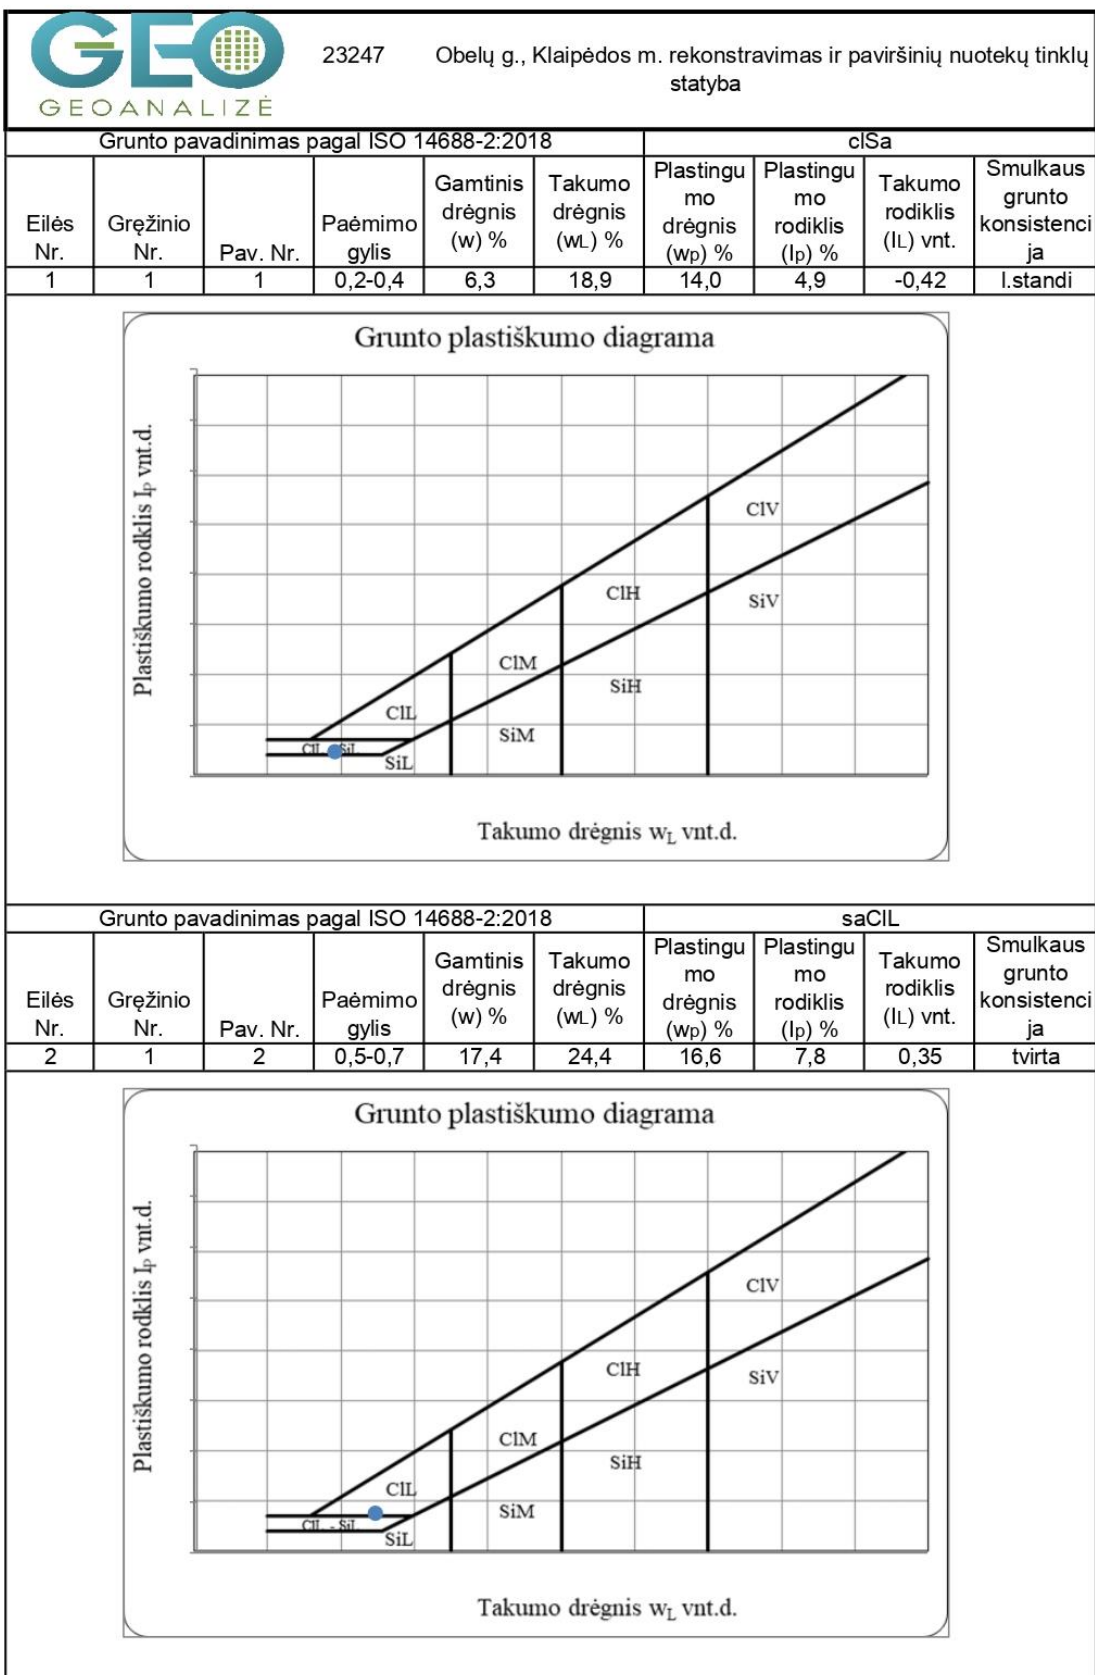 GEO
GEOANALIZĖ
23247 Obelų g., Klaipėdos m. rekonstravimas ir paviršinių nuotekų tinklų
statyba
Grunto pavadinimas pagal ISO 14688-2:2018 clSa
Eilės Nr. Gręžinio Nr. Pav. Nr. Paėmimo gylis Gamtinis drėgnis (w) % Takumo drėgnis (wL) % Plastingu mo drėgnis (wp) % Plastingu mo rodiklis (Ip) % Takumo rodiklis (IL) vnt. Smulkaus grunto konsistenci ja
1 1 1 0,2-0,4 6,3 18,9 14,0 4,9 -0,42 l.standi
Grunto plastiškumo diagrama
Plastiškumo rodklis Ip vnt.d.
ClV
ClH
SiV
ClM
SiH
ClL
SiM
ClL - SiL
SiL
Takumo drėgnis wL vnt.d.
Grunto pavadinimas pagal ISO 14688-2:2018 saClL
Eilės Nr. Gręžinio Nr. Pav. Nr. Paėmimo gylis Gamtinis drėgnis (w) % Takumo drėgnis (wL) % Plastingu mo drėgnis (wp) % Plastingu mo rodiklis (Ip) % Takumo rodiklis (IL) vnt. Smulkaus grunto konsistenci ja
2 1 2 0,5-0,7 17,4 24,4 16,6 7,8 0,35 tvirta
Grunto plastiškumo diagrama
Plastiškumo rodklis Ip vnt.d.
ClV
ClH
SiV
ClM
SiH
ClL
SiM
ClL - SiL
SiL
Takumo drėgnis wL vnt.d.